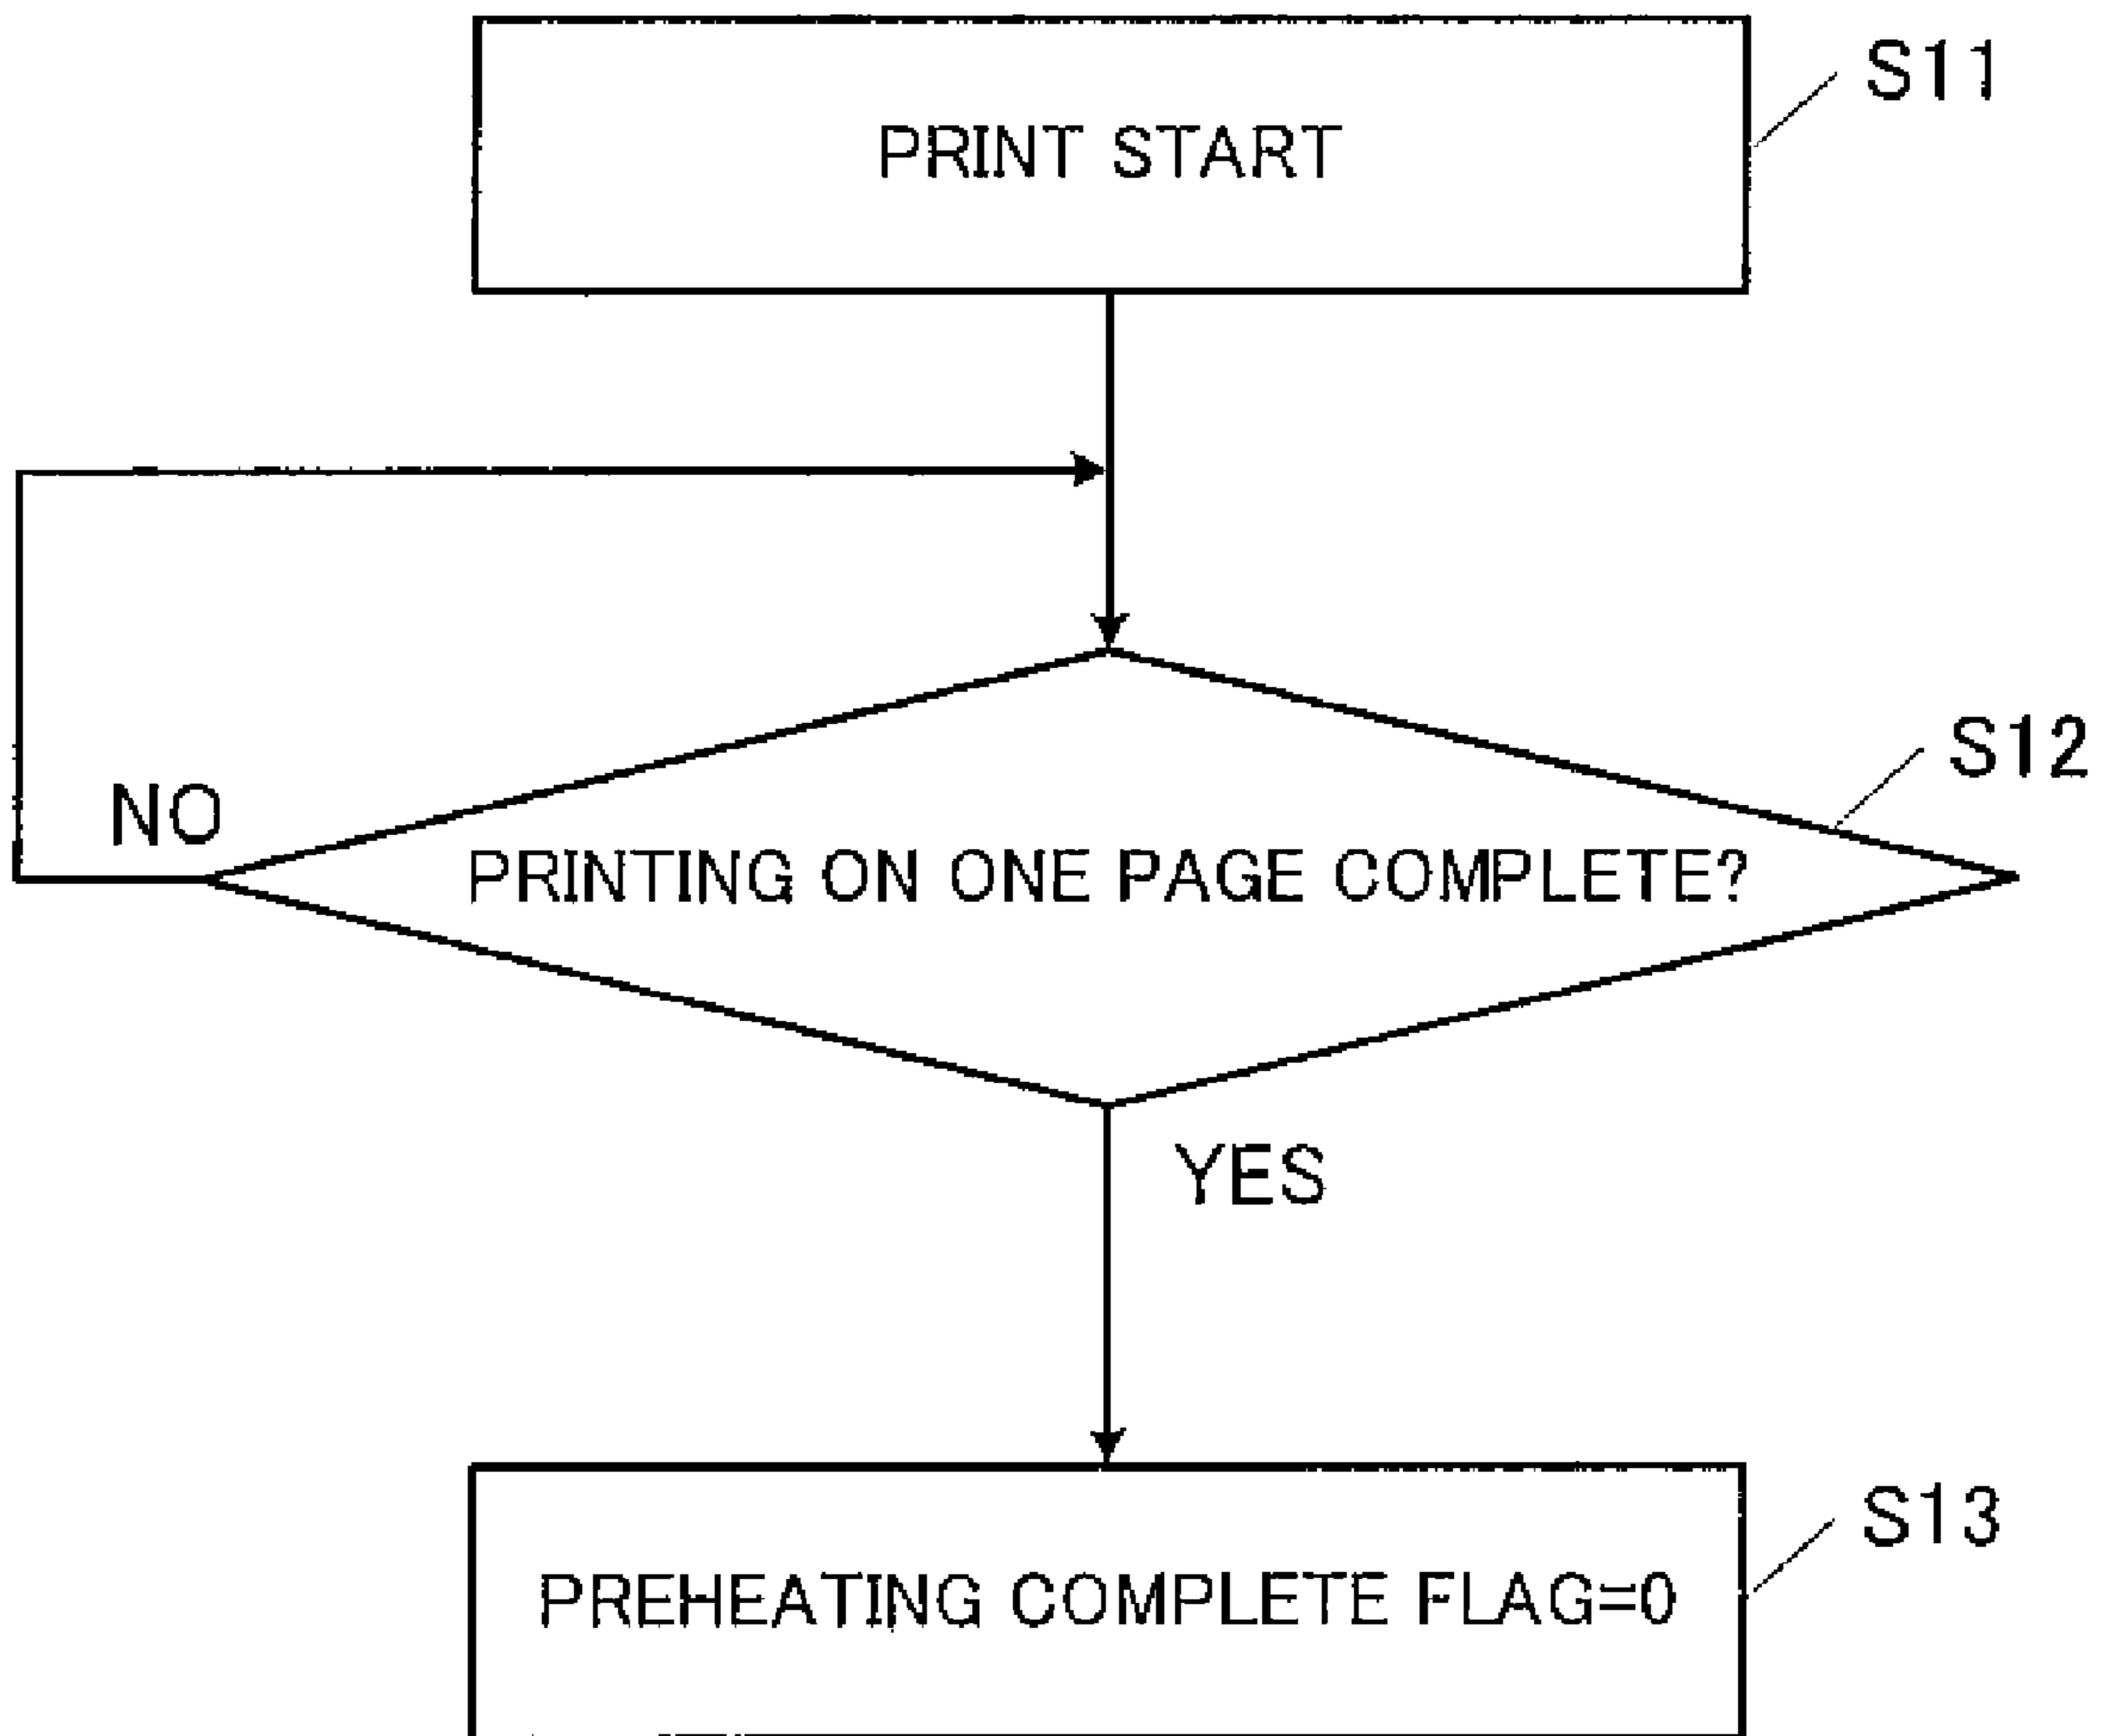 S11
PRINT START
S12
NO
PRINTING ON ONE PAGE COMPLETE?
YES
S13
PREHEATING COMPLETE FLAG=0